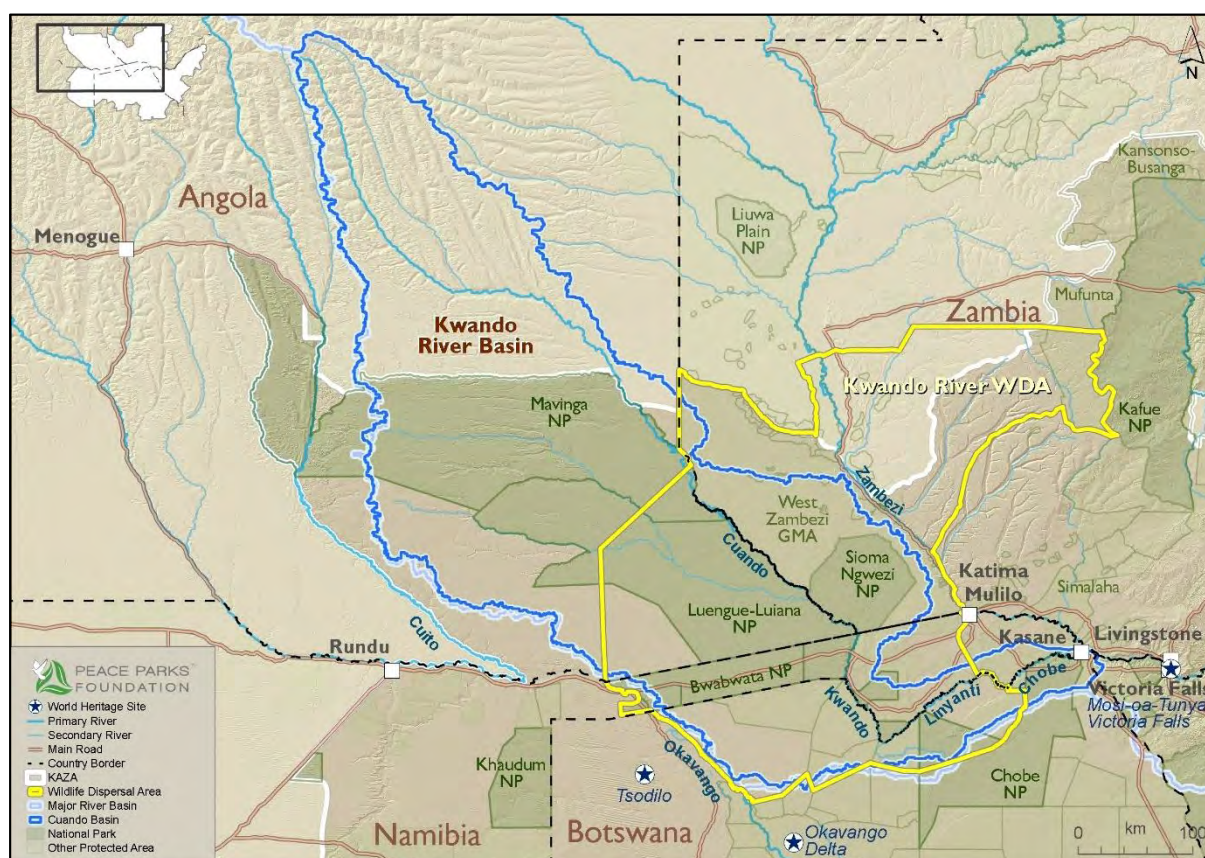 N
Kansonso-
Busanga
Angola
Liuwa
Plain
NP
Menogue
Mufunta
Zambia
Kwando
River Basin
Kwando River WDA
Mavinga
NP
Kafue
NP
Zambezi
West
Zambezi
GMA
Cuando
Sioma
Ngwezi
NP
Katima
Mulilo
Simalaha
Luengue-Luiana
NP
Cuito
Kasane
Livingstone
Rundu
Bwabwata NP
Chobe
Linyanti
Kwando
Victoria Falls
Mosi-oa-Tunya
Victoria Falls
Okavango
Khaudum
NP
Tsodilo
Chobe
NP
Namibia
Botswana
Okavango
Delta
0 km 100
PEACE PARKS
FOUNDATION
World Heritage Site
Primary River
Secondary River
Main Road
Country Border
KAZA
Wildlife Dispersal Area
Major River Basin
Cuando Basin
National Park
Other Protected Area